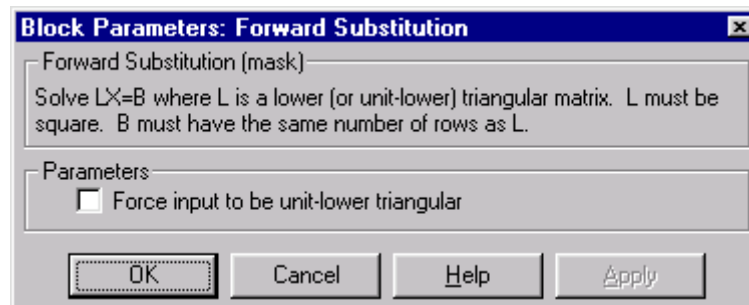 Block Parameters: Forward Substitution
Forward Substitution (mask)
Solve LX=B where L is a lower (or unit-lower) triangular matrix.  L must be
square.  B must have the same number of rows as L.
Parameters
Force input to be unit-lower triangular
OK Cancel Help Apply